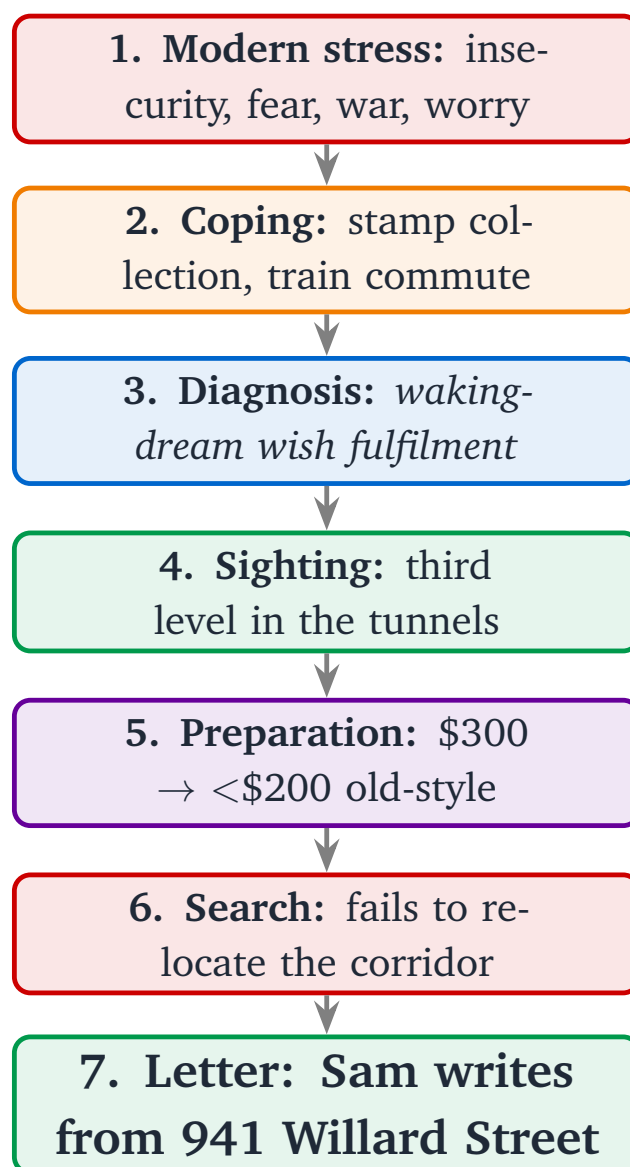 1. Modern stress: inse-
curity, fear, war, worry
2. Coping: stamp col-
lection, train commute
3. Diagnosis: waking-
dream wish fulfilment
4. Sighting: third
level in the tunnels
5. Preparation: $300
→ <$200 old-style
6. Search: fails to re-
locate the corridor
7. Letter: Sam writes
from 941 Willard Street